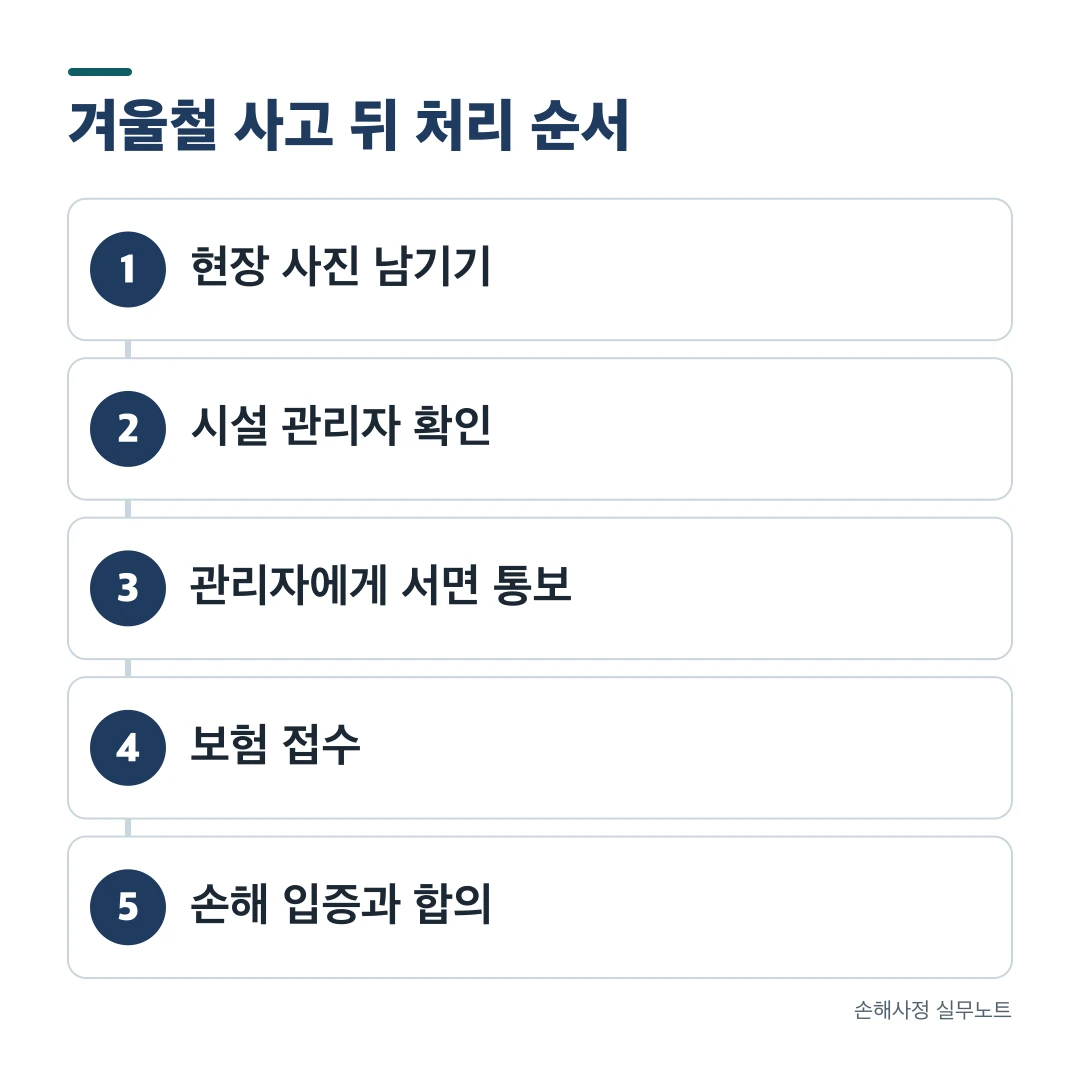 겨울철 사고 뒤 처리 순서
1 현장 사진 남기기
2 시설 관리자 확인
3 관리자에게 서면 통보
4 보험 접수
5 손해 입증과 합의
손해사정 실무노트